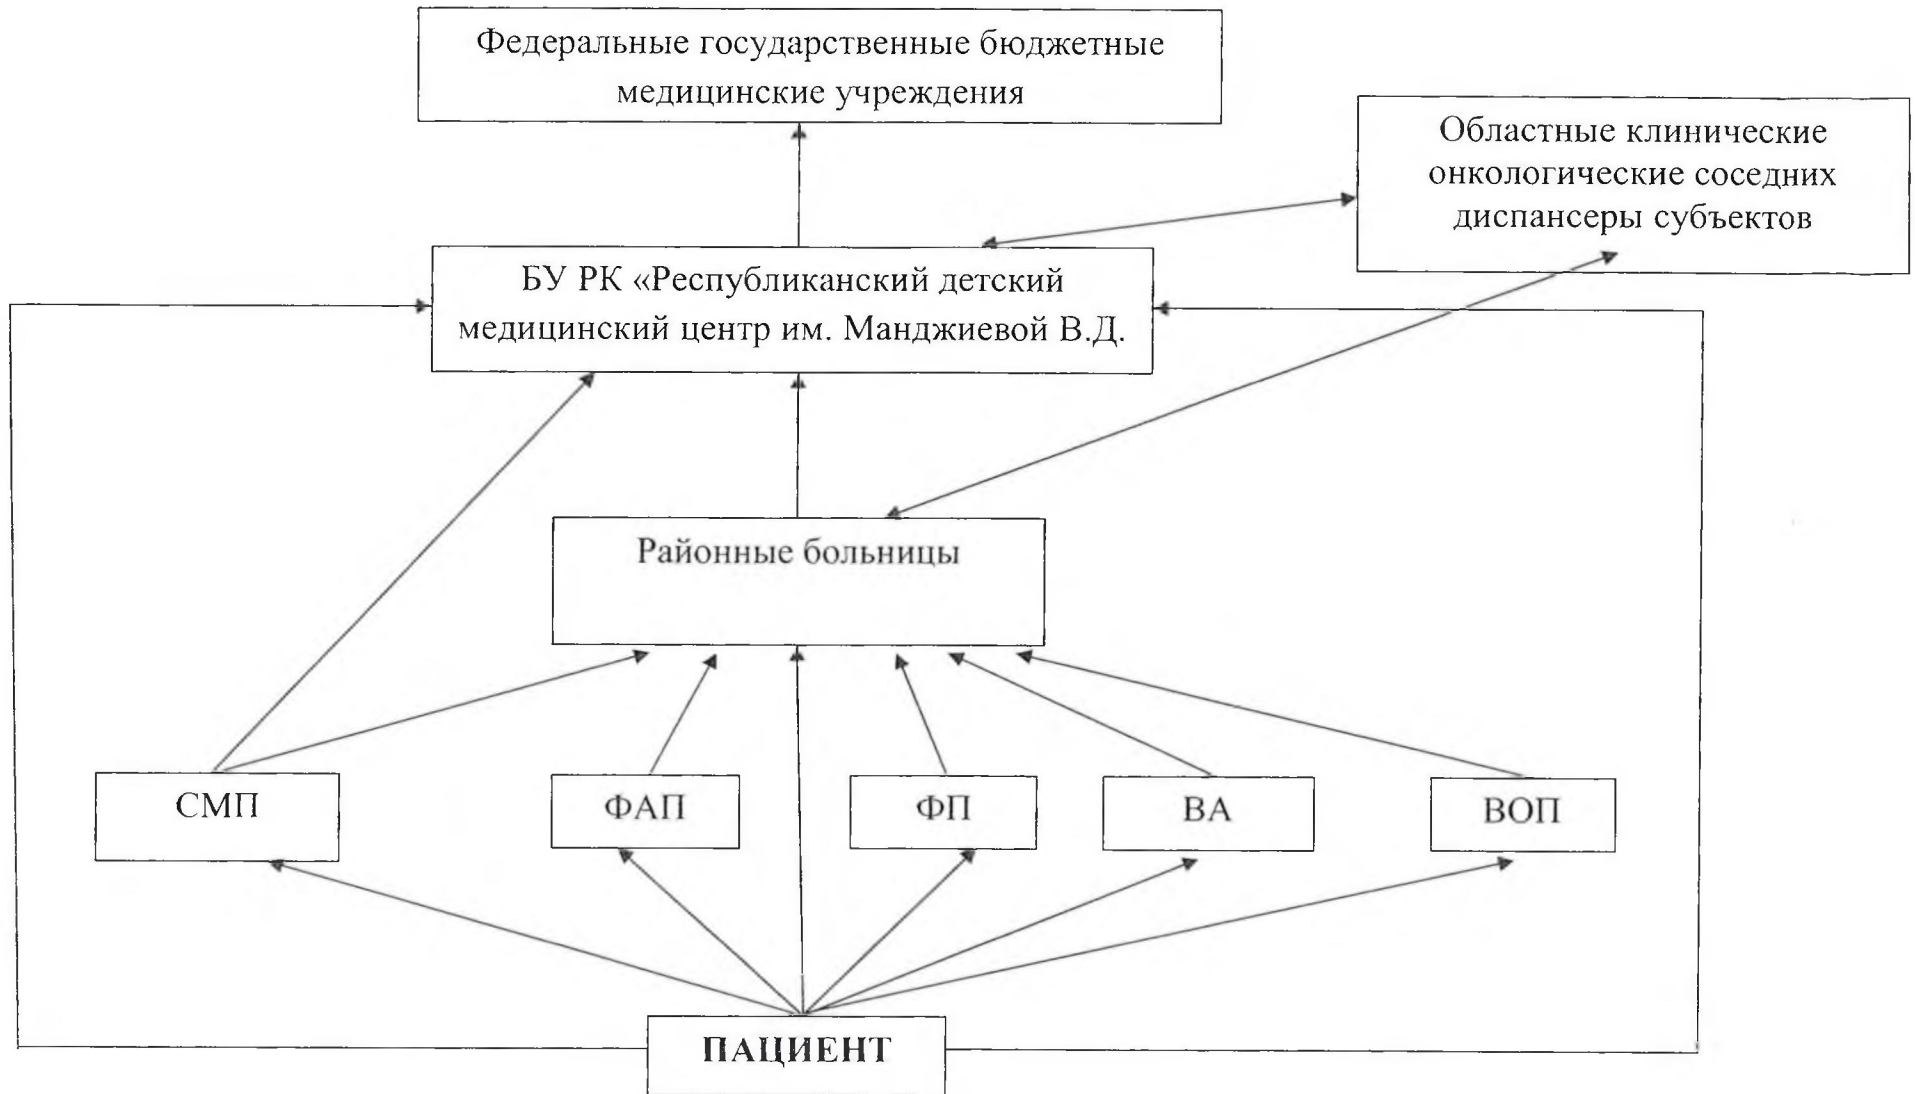 Федеральные государственные бюджетные
медицинские учреждения
Областные клинические
онкологические соседних
диспансеры субъектов
БУ РК «Республиканский детский
медицинский центр им. Манджиевой В.Д.
Районные больницы
СМП
ФАП
ФП
ВА
ВОП
ПАЦИЕНТ